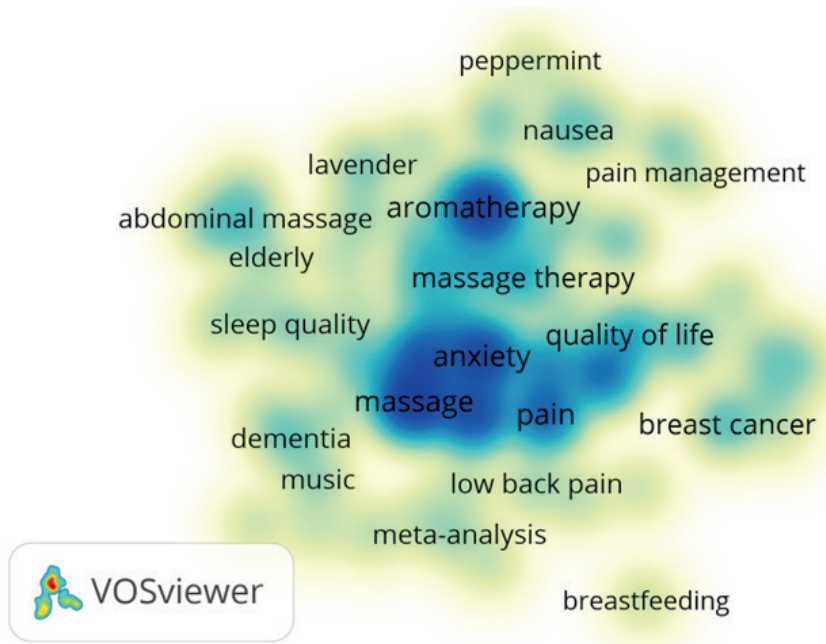 peppermint
nausea
lavender
pain management
abdominal massage
aromatherapy
elderly
massage therapy
sleep quality
quality of life
anxiety
massage
pain
breast cancer
dementia
music
low back pain
meta-analysis
VOSviewer
breastfeeding